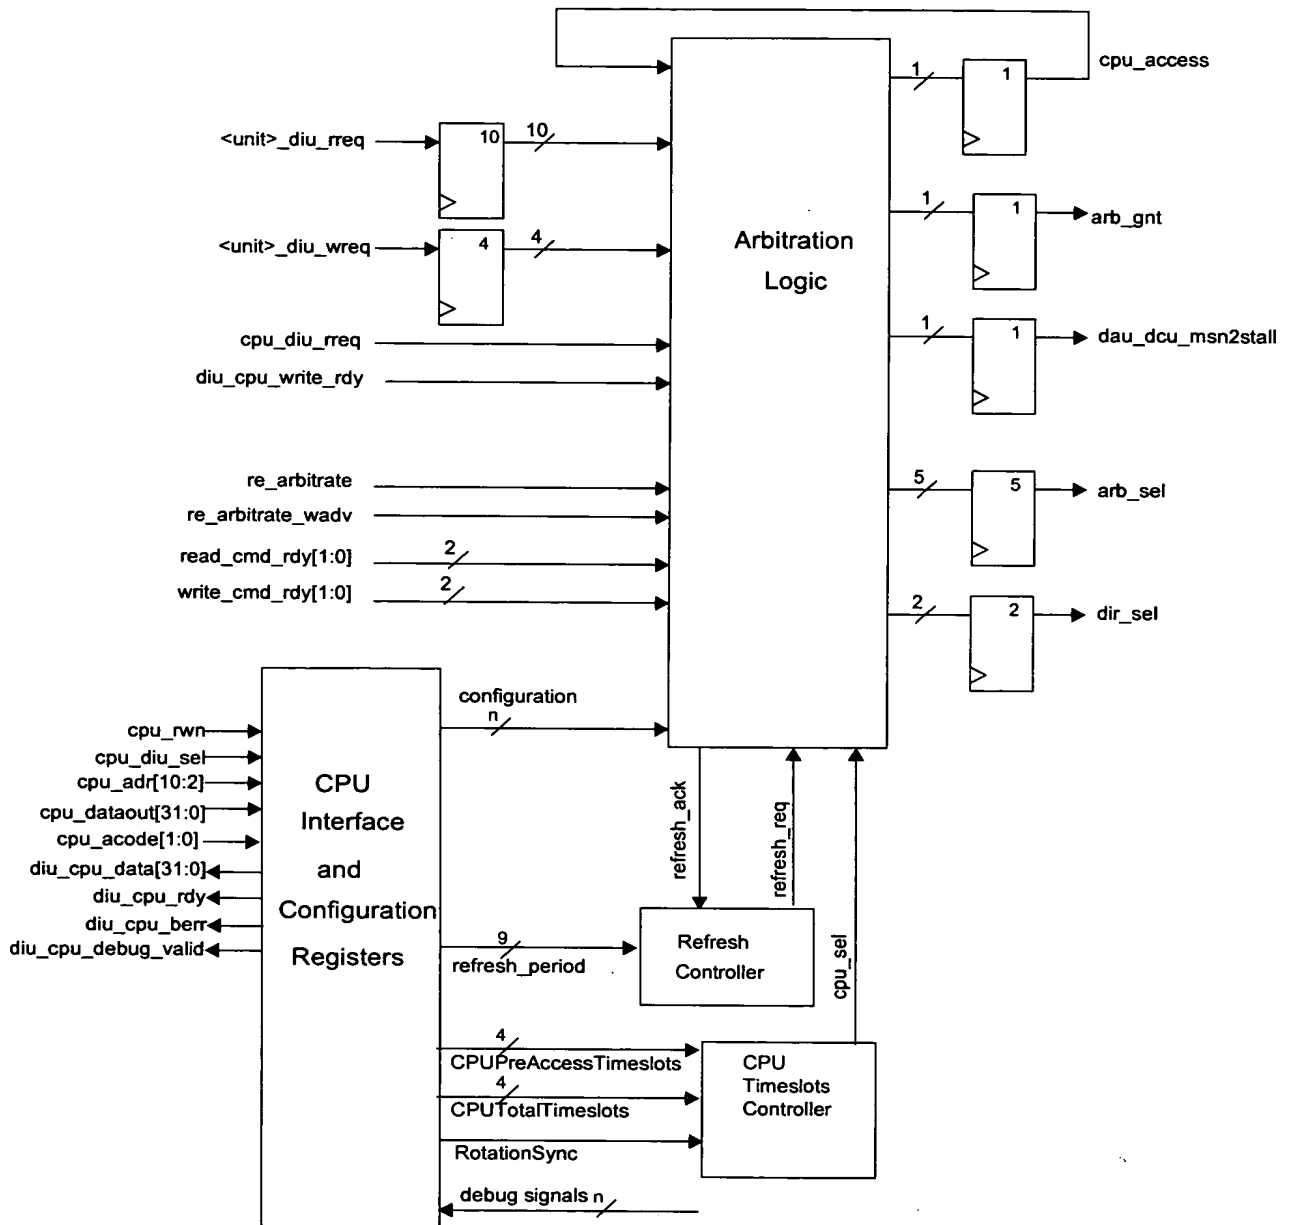 cpu_access
1
1
<unit>_diu_rreq
10
10
<unit>_diu_wreq
4
4
Arbitration
Logic
1
1
arb_gnt
1
1
dau_dcu_msn2stall
cpu_diu_rreq
diu_cpu_write_rdy
re_arbitrate
re_arbitrate_wadv
read_cmd_rdy[1:0]
2
write_cmd_rdy[1:0]
2
5
5
arb_sel
2
2
dir_sel
configuration
n
cpu_rwn
cpu_diu_sel
cpu_adr[10:2]
cpu_dataout[31:0]
cpu_acode[1:0]
diu_cpu_data[31:0]
diu_cpu_rdy
diu_cpu_berr
diu_cpu_debug_valid
CPU
Interface
and
Configuration
Registers
refresh_ack
refresh_req
cpu_sel
9
refresh_period
Refresh
Controller
4
CPUPreAccessTimeslots
4
CPUTotalTimeslots
RotationSync
CPU
Timeslots
Controller
debug signals n